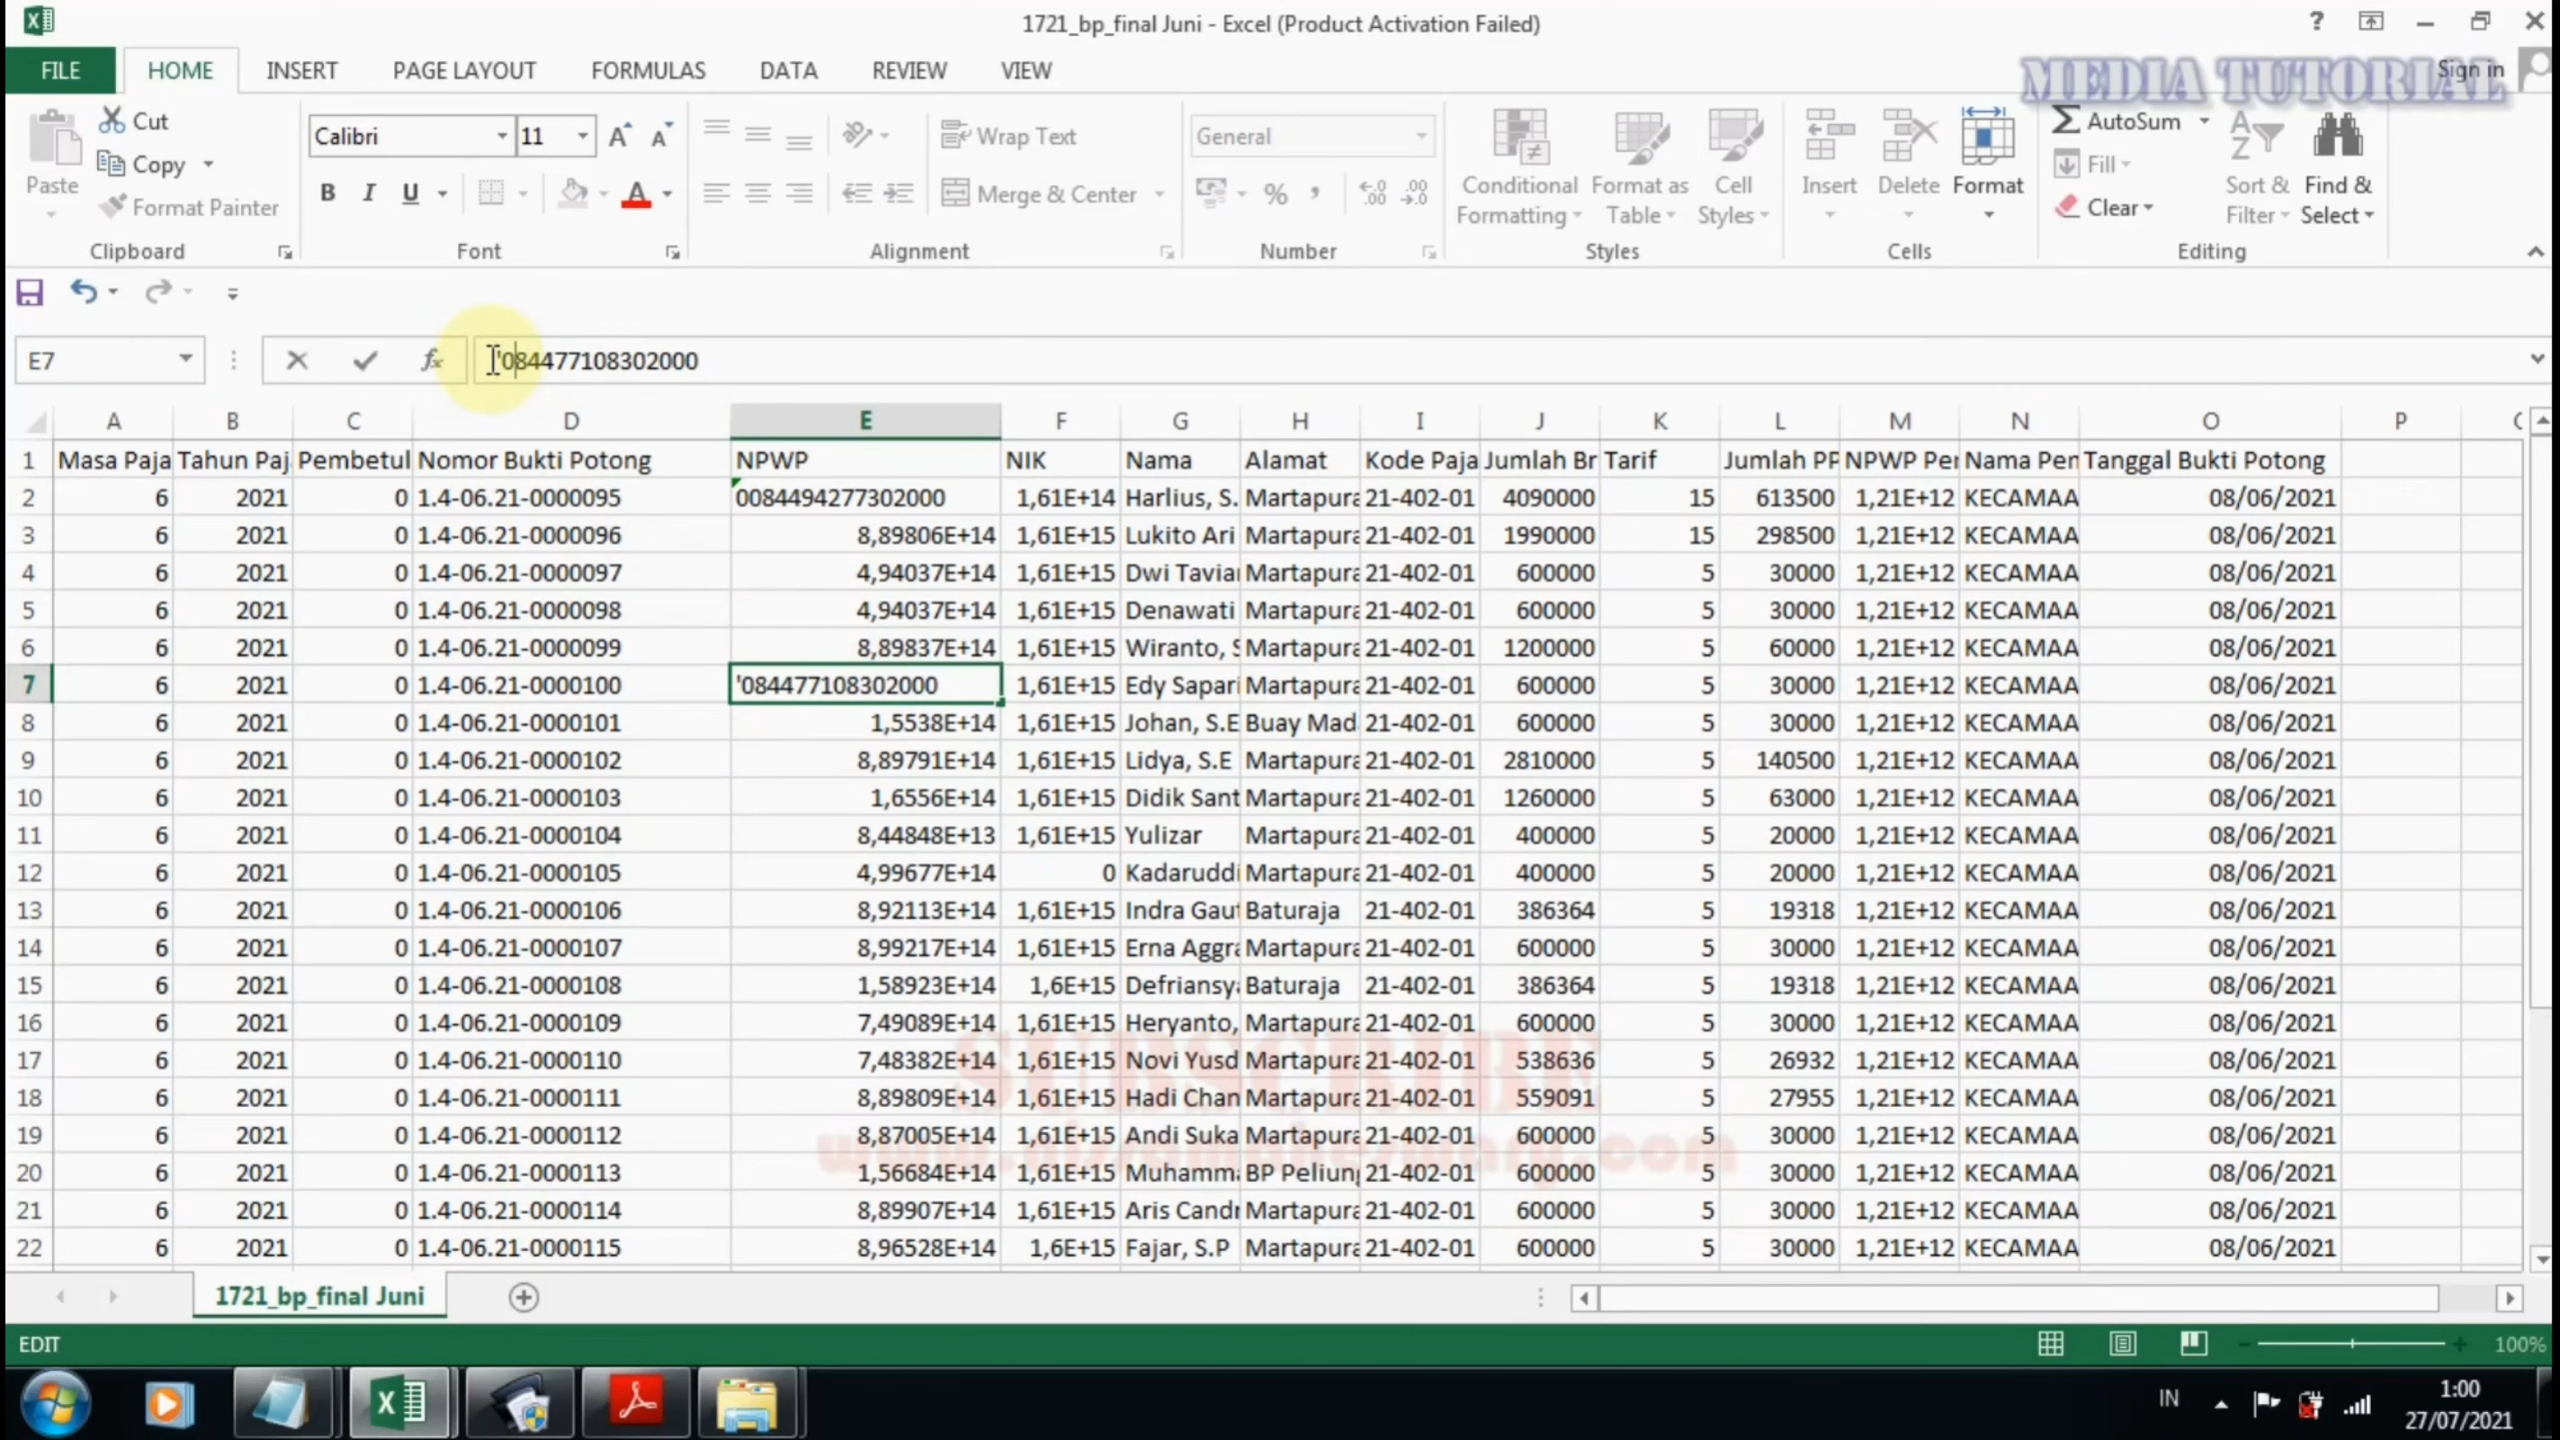 1721_bp_final Juni - Excel (Product Activation Failed)
FILE HOME INSERT PAGE LAYOUT FORMULAS DATA REVIEW VIEW Sign in
MEDIA TUTORIAL
Cut
Copy
Format Painter
Paste
Clipboard
Calibri 11
B I U
Font
Wrap Text
Merge & Center
Alignment
General
%
Number
Conditional Formatting
Format as Table
Cell Styles
Styles
Insert Delete Format
Cells
AutoSum
Fill
Clear
Sort & Filter
Find & Select
Editing
E7 '084477108302000
A B C D E F G H I J K L M N O P
1 Masa Paja Tahun Paj Pembetul Nomor Bukti Potong NPWP NIK Nama Alamat Kode Paja Jumlah Br Tarif Jumlah PP NPWP Per Nama Pen Tanggal Bukti Potong
2 6 2021 0 1.4-06.21-0000095 0084494277302000 1,61E+14 Harlius, S. Martapura 21-402-01 4090000 15 613500 1,21E+12 KECAMAA 08/06/2021
3 6 2021 0 1.4-06.21-0000096 8,89806E+14 1,61E+15 Lukito Ari Martapura 21-402-01 1990000 15 298500 1,21E+12 KECAMAA 08/06/2021
4 6 2021 0 1.4-06.21-0000097 4,94037E+14 1,61E+15 Dwi Tavia Martapura 21-402-01 600000 5 30000 1,21E+12 KECAMAA 08/06/2021
5 6 2021 0 1.4-06.21-0000098 4,94037E+14 1,61E+15 Denawati Martapura 21-402-01 600000 5 30000 1,21E+12 KECAMAA 08/06/2021
6 6 2021 0 1.4-06.21-0000099 8,89837E+14 1,61E+15 Wiranto, S Martapura 21-402-01 1200000 5 60000 1,21E+12 KECAMAA 08/06/2021
7 6 2021 0 1.4-06.21-0000100 '084477108302000 1,61E+15 Edy Sapari Martapura 21-402-01 600000 5 30000 1,21E+12 KECAMAA 08/06/2021
8 6 2021 0 1.4-06.21-0000101 1,5538E+14 1,61E+15 Johan, S.E Buay Mad 21-402-01 600000 5 30000 1,21E+12 KECAMAA 08/06/2021
9 6 2021 0 1.4-06.21-0000102 8,89791E+14 1,61E+15 Lidya, S.E Martapura 21-402-01 2810000 5 140500 1,21E+12 KECAMAA 08/06/2021
10 6 2021 0 1.4-06.21-0000103 1,6556E+14 1,61E+15 Didik Sant Martapura 21-402-01 1260000 5 63000 1,21E+12 KECAMAA 08/06/2021
11 6 2021 0 1.4-06.21-0000104 8,44848E+13 1,61E+15 Yulizar Martapura 21-402-01 400000 5 20000 1,21E+12 KECAMAA 08/06/2021
12 6 2021 0 1.4-06.21-0000105 4,99677E+14 0 Kadaruddi Martapura 21-402-01 400000 5 20000 1,21E+12 KECAMAA 08/06/2021
13 6 2021 0 1.4-06.21-0000106 8,92113E+14 1,61E+15 Indra Gaut Baturaja 21-402-01 386364 5 19318 1,21E+12 KECAMAA 08/06/2021
14 6 2021 0 1.4-06.21-0000107 8,99217E+14 1,61E+15 Erna Aggra Martapura 21-402-01 600000 5 30000 1,21E+12 KECAMAA 08/06/2021
15 6 2021 0 1.4-06.21-0000108 1,58923E+14 1,6E+15 Defriansya Baturaja 21-402-01 386364 5 19318 1,21E+12 KECAMAA 08/06/2021
16 6 2021 0 1.4-06.21-0000109 7,49089E+14 1,61E+15 Heryanto, Martapura 21-402-01 600000 5 30000 1,21E+12 KECAMAA 08/06/2021
17 6 2021 0 1.4-06.21-0000110 7,48382E+14 1,61E+15 Novi Yusd Martapura 21-402-01 538636 5 26932 1,21E+12 KECAMAA 08/06/2021
18 6 2021 0 1.4-06.21-0000111 8,89809E+14 1,61E+15 Hadi Chan Martapura 21-402-01 559091 5 27955 1,21E+12 KECAMAA 08/06/2021
SUBSCRIBE
19 6 2021 0 1.4-06.21-0000112 8,87005E+14 1,61E+15 Andi Suka Martapura 21-402-01 600000 5 30000 1,21E+12 KECAMAA 08/06/2021
20 6 2021 0 1.4-06.21-0000113 1,56684E+14 1,61E+15 Muhamma BP Peliung 21-402-01 600000 5 30000 1,21E+12 KECAMAA 08/06/2021
21 6 2021 0 1.4-06.21-0000114 8,89907E+14 1,61E+15 Aris Candr Martapura 21-402-01 600000 5 30000 1,21E+12 KECAMAA 08/06/2021
22 6 2021 0 1.4-06.21-0000115 8,96528E+14 1,6E+15 Fajar, S.P Martapura 21-402-01 600000 5 30000 1,21E+12 KECAMAA 08/06/2021
1721_bp_final Juni
EDIT 100%
IN 1:00
27/07/2021